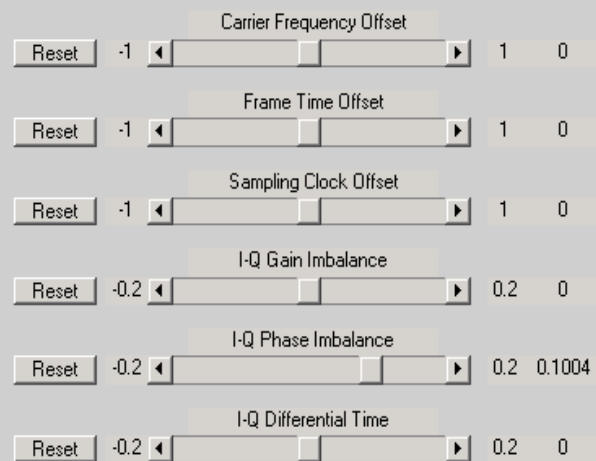 Carrier Frequency Offset
Reset -1 1 0
Frame Time Offset
Reset -1 1 0
Sampling Clock Offset
Reset -1 1 0
I-Q Gain Imbalance
Reset -0.2 0.2 0
I-Q Phase Imbalance
Reset -0.2 0.2 0.1004
I-Q Differential Time
Reset -0.2 0.2 0